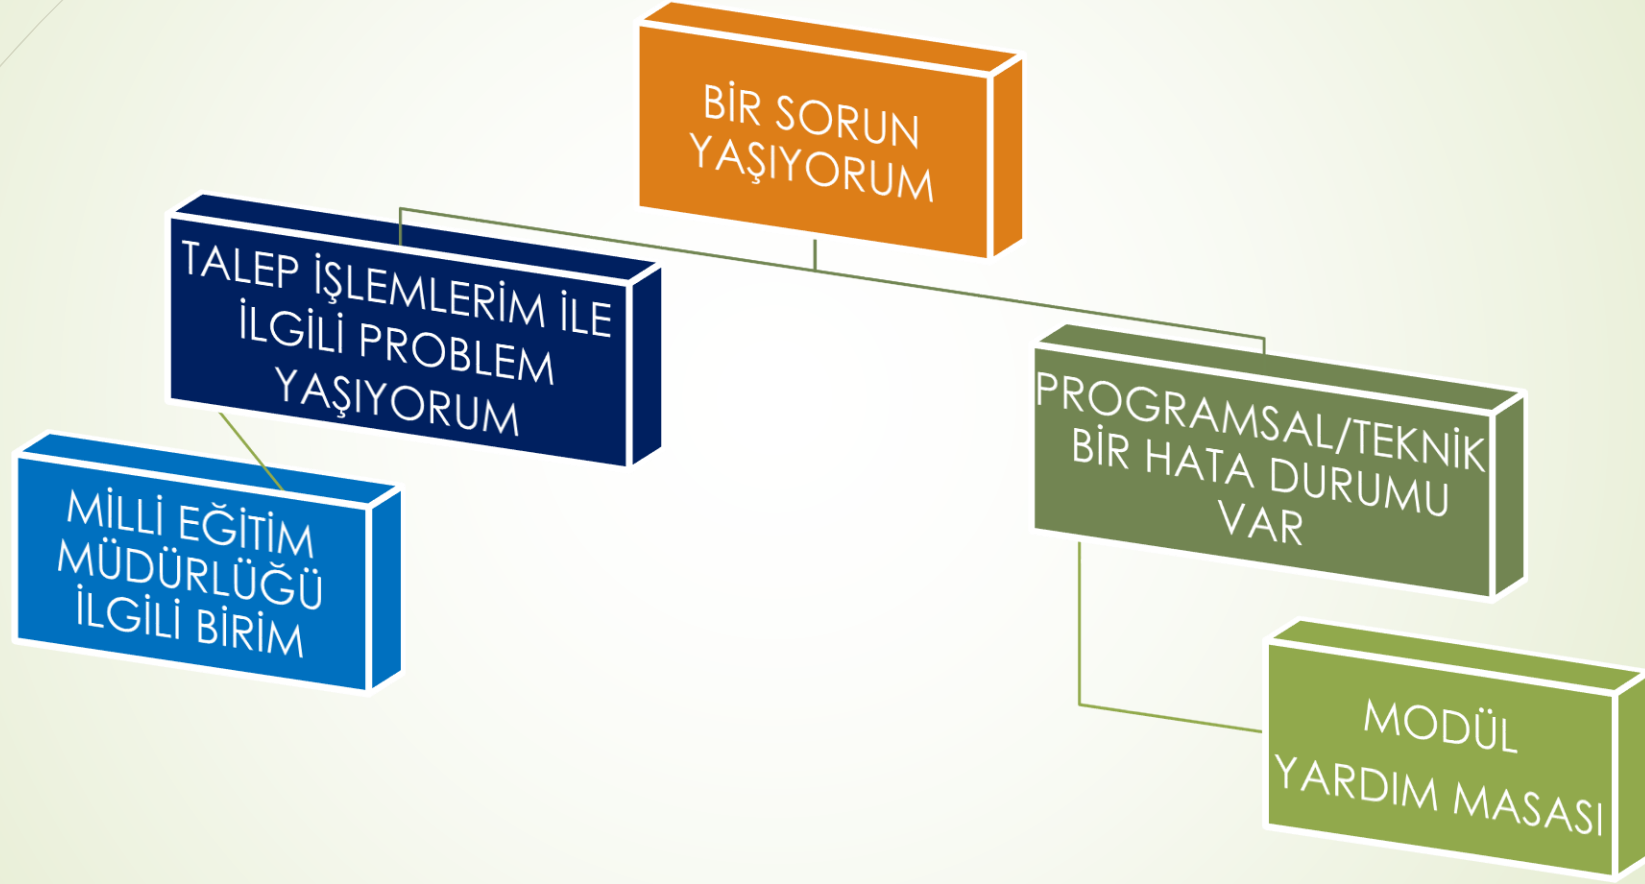 BİR SORUN
YAŞIYORUM
TALEP İŞLEMLERİM İLE
İLGİLİ PROBLEM
YAŞIYORUM
MİLLİ EĞİTİM
MÜDÜRLÜĞÜ
İLGİLİ BİRİM
PROGRAMSAL/TEKNİK
BİR HATA DURUMU
VAR
MODÜL
YARDIM MASASI